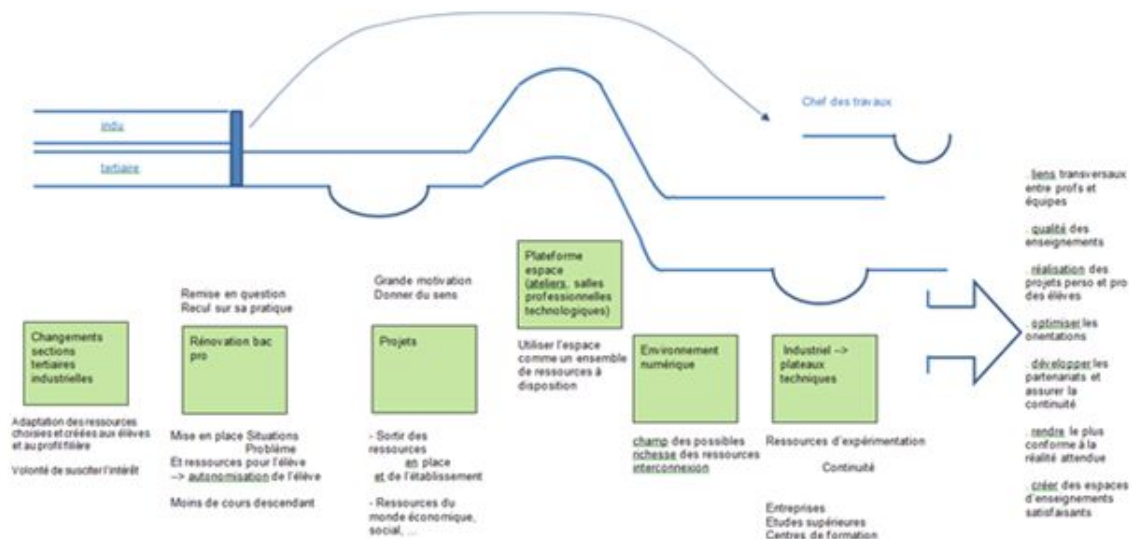 Chef des travaux
indu
tertiaire
Changements
sections
tertiaires
industrielles
Adaptation des ressources
choisies et créées aux élèves
et au profil filière
Volonté de susciter l'intérêt
Remise en question
Recul sur sa pratique
Rénovation bac
pro
Mise en place Situations
Problème
Et ressources pour l'élève
--> autonomisation de l'élève
Moins de cours descendant
Grande motivation
Donner du sens
Projets
- Sortir des
ressources
en place
et de l'établissement
- Ressources du
monde économique,
social, ...
Plateforme
espace
(ateliers, salles
professionnelles
technologiques)
Utiliser l'espace
comme un ensemble
de ressources à
disposition
Environnement
numérique
champ des possibles
richesse des ressources
interconnexion
Industriel -->
plateaux
techniques
Ressources d'expérimentation
Continuité
Entreprises
Etudes supérieures
Centres de formation
. liens transversaux
entre profs et
équipes
. qualité des
enseignements
. réalisation des
projets perso et pro
des élèves
. optimiser les
orientations
. développer les
partenariats et
assurer la
continuité
. rendre le plus
conforme à la
réalité attendue
. créer des espaces
d'enseignements
satisfaisants